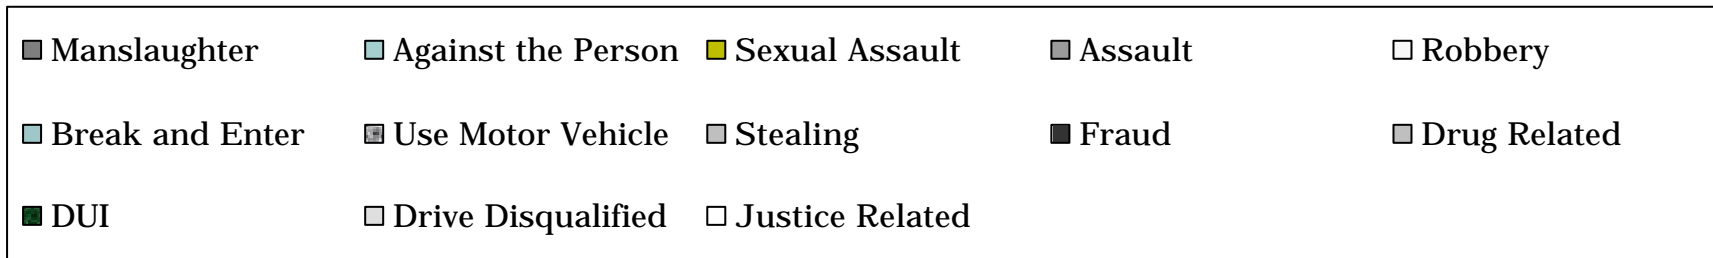 Manslaughter Against the Person Sexual Assault Assault Robbery
Break and Enter Use Motor Vehicle Stealing Fraud Drug Related
DUI Drive Disqualified Justice Related